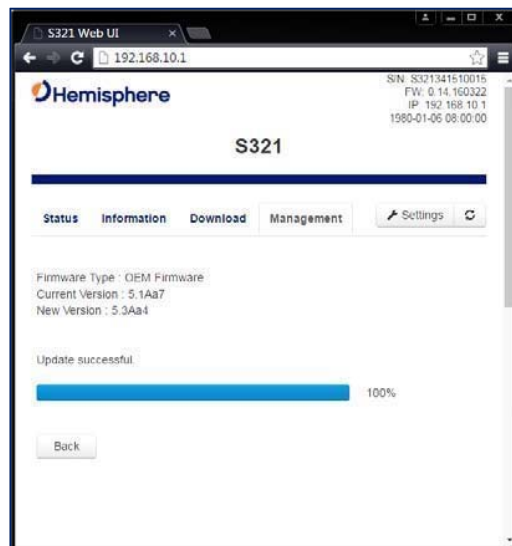 S321 Web UI
192.168.10.1
Hemisphere
S/N: S321341510015
FW: 0.14.160322
IP: 192.168.10.1
1980-01-06 08:00:00
S321
Status Information Download Management Settings
Firmware Type : OEM Firmware
Current Version : 5.1Aa7
New Version : 5.3Aa4
Update successful.
100%
Back